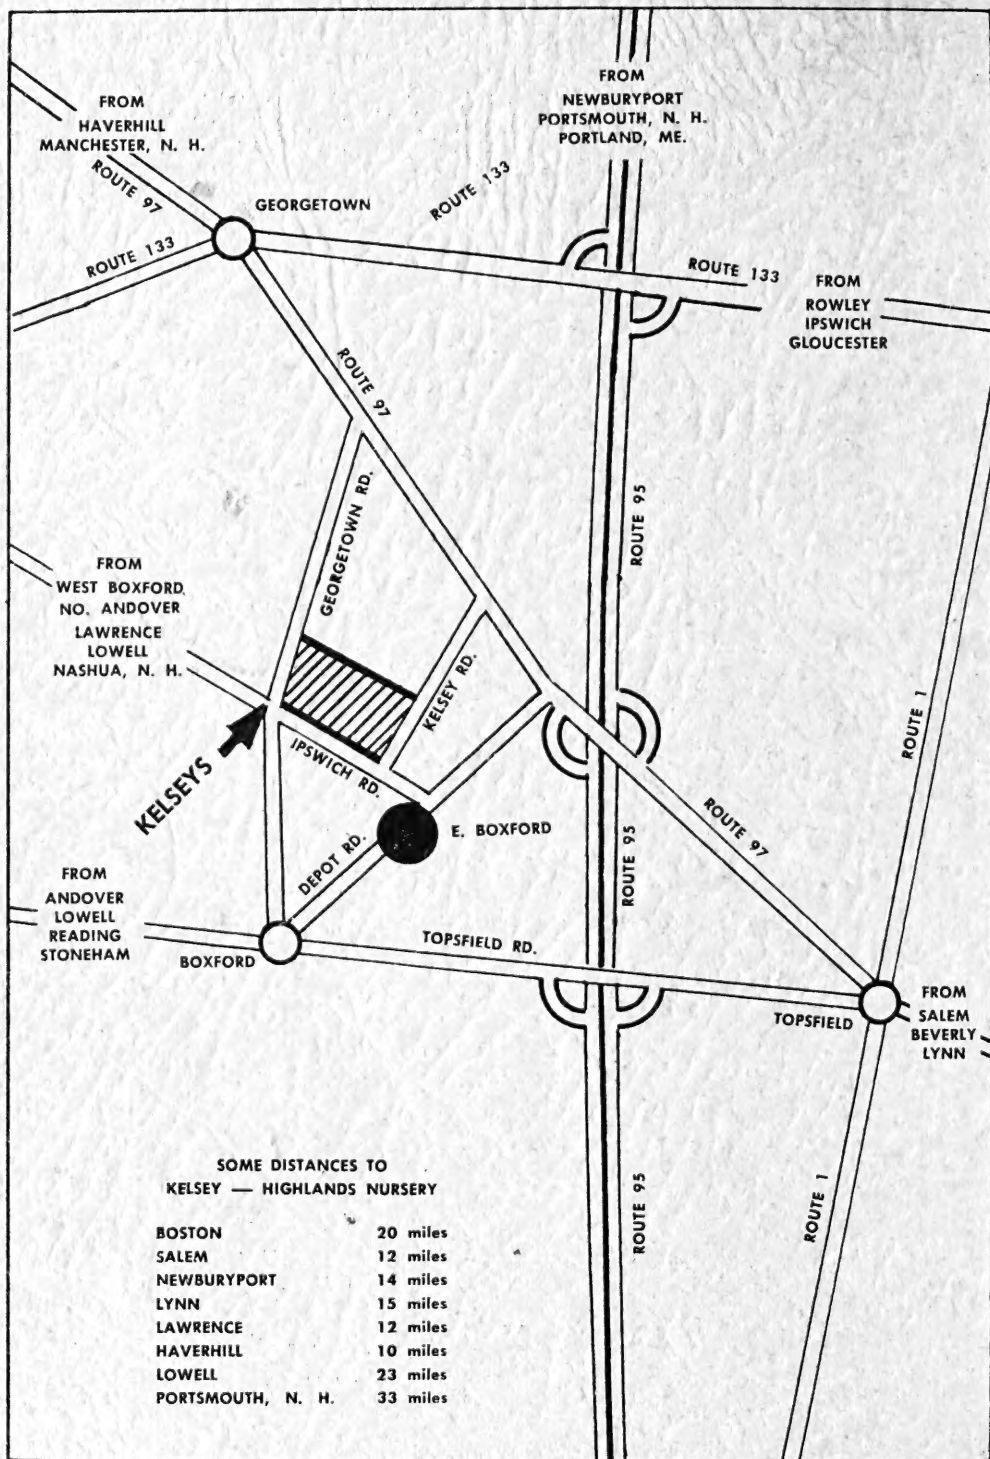 FROM
NEWBURYPORT
PORTSMOUTH, N. H.
PORTLAND, ME.
FROM
HAVERHILL
MANCHESTER, N. H.
ROUTE 97
GEORGETOWN
ROUTE 133
ROUTE 133
ROUTE 133
FROM
ROWLEY
IPSWICH
GLOUCESTER
ROUTE 97
GEORGETOWN RD.
ROUTE 95
FROM
WEST BOXFORD
NO. ANDOVER
LAWRENCE
LOWELL
NASHUA, N. H.
KELSEY RD.
ROUTE 1
KELSEYS
IPSWICH RD.
ROUTE 97
E. BOXFORD
DEPOT RD.
ROUTE 95
FROM
ANDOVER
LOWELL
READING
STONEHAM
BOXFORD
TOPSFIELD RD.
TOPSFIELD
FROM
SALEM
BEVERLY
LYNN
ROUTE 95
ROUTE 1
SOME DISTANCES TO
KELSEY — HIGHLANDS NURSERY
BOSTON 20 miles
SALEM 12 miles
NEWBURYPORT 14 miles
LYNN 15 miles
LAWRENCE 12 miles
HAVERHILL 10 miles
LOWELL 23 miles
PORTSMOUTH, N. H. 33 miles